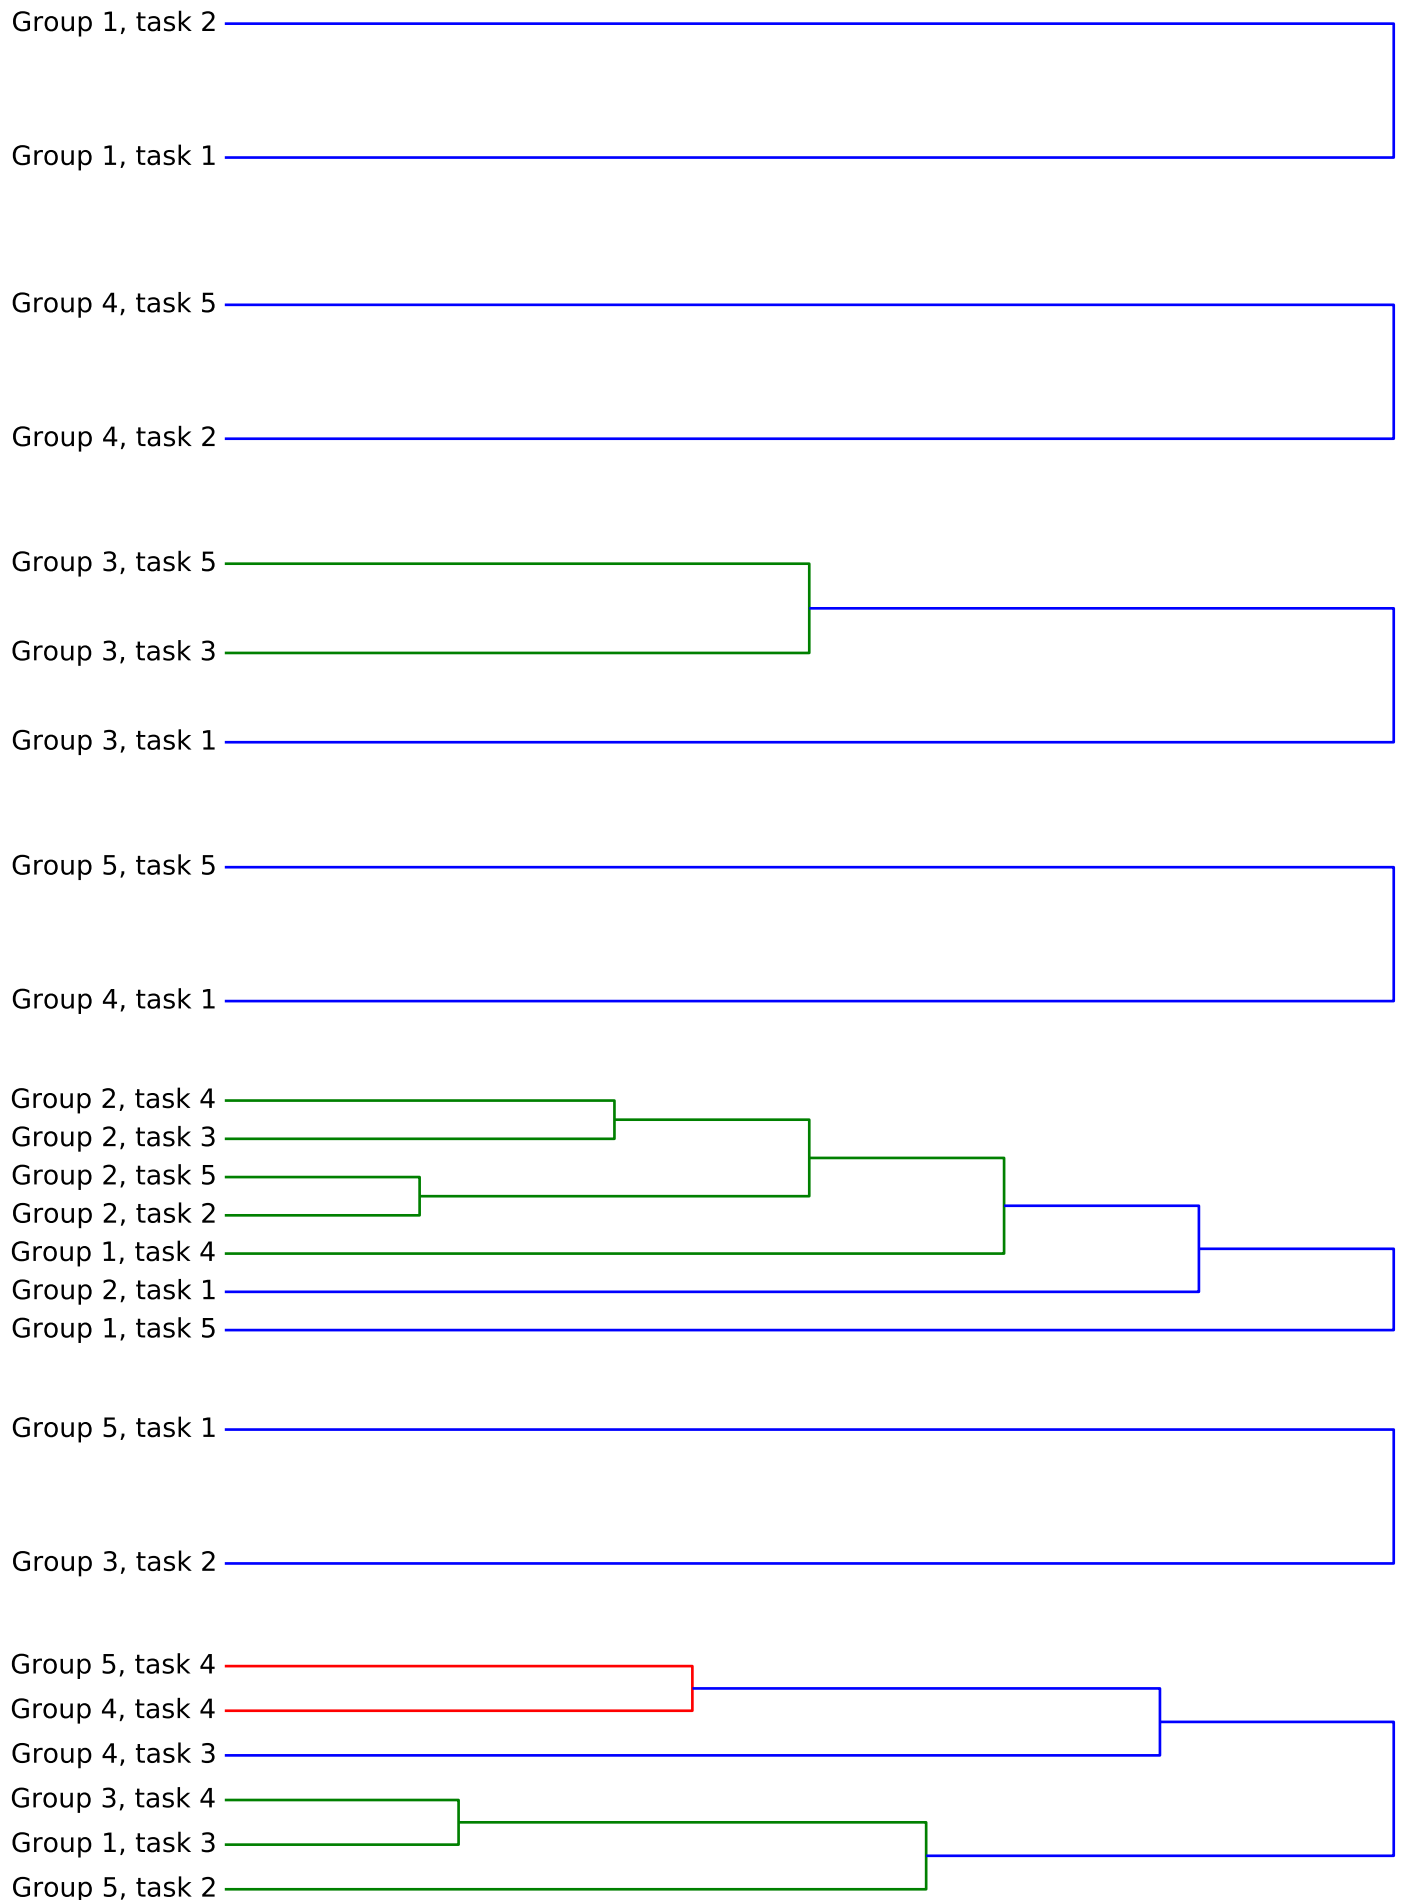 Group 1, task 2
Group 1, task 1
Group 4, task 5
Group 4, task 2
Group 3, task 5
Group 3, task 3
Group 3, task 1
Group 5, task 5
Group 4, task 1
Group 2, task 4
Group 2, task 3
Group 2, task 5
Group 2, task 2
Group 1, task 4
Group 2, task 1
Group 1, task 5
Group 5, task 1
Group 3, task 2
Group 5, task 4
Group 4, task 4
Group 4, task 3
Group 3, task 4
Group 1, task 3
Group 5, task 2